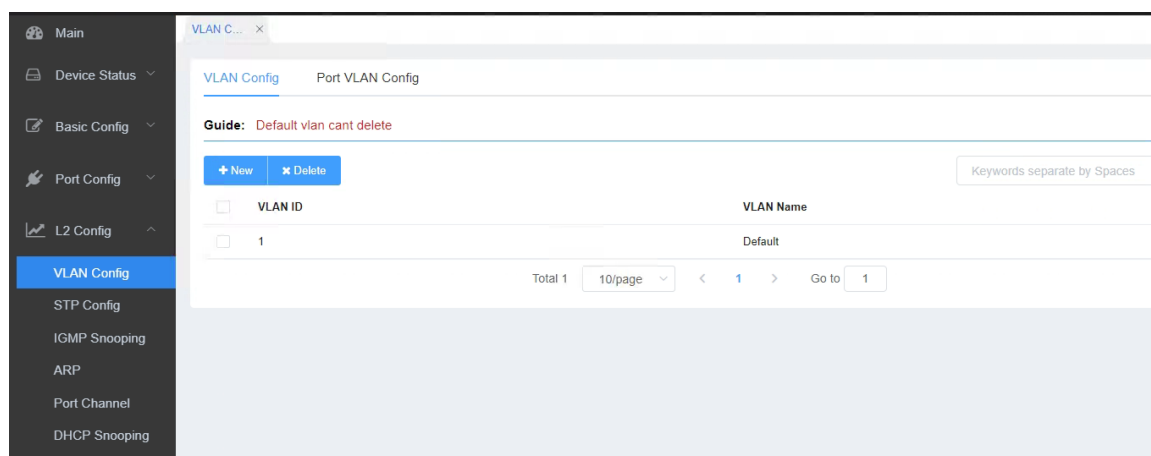 Main
Device Status
Basic Config
Port Config
L2 Config
VLAN Config
STP Config
IGMP Snooping
ARP
Port Channel
DHCP Snooping
VLAN C... ×
VLAN Config Port VLAN Config
Guide: Default vlan cant delete
+ New × Delete Keywords separate by Spaces
VLAN ID VLAN Name
1 Default
Total 1 10/page < 1 > Go to 1